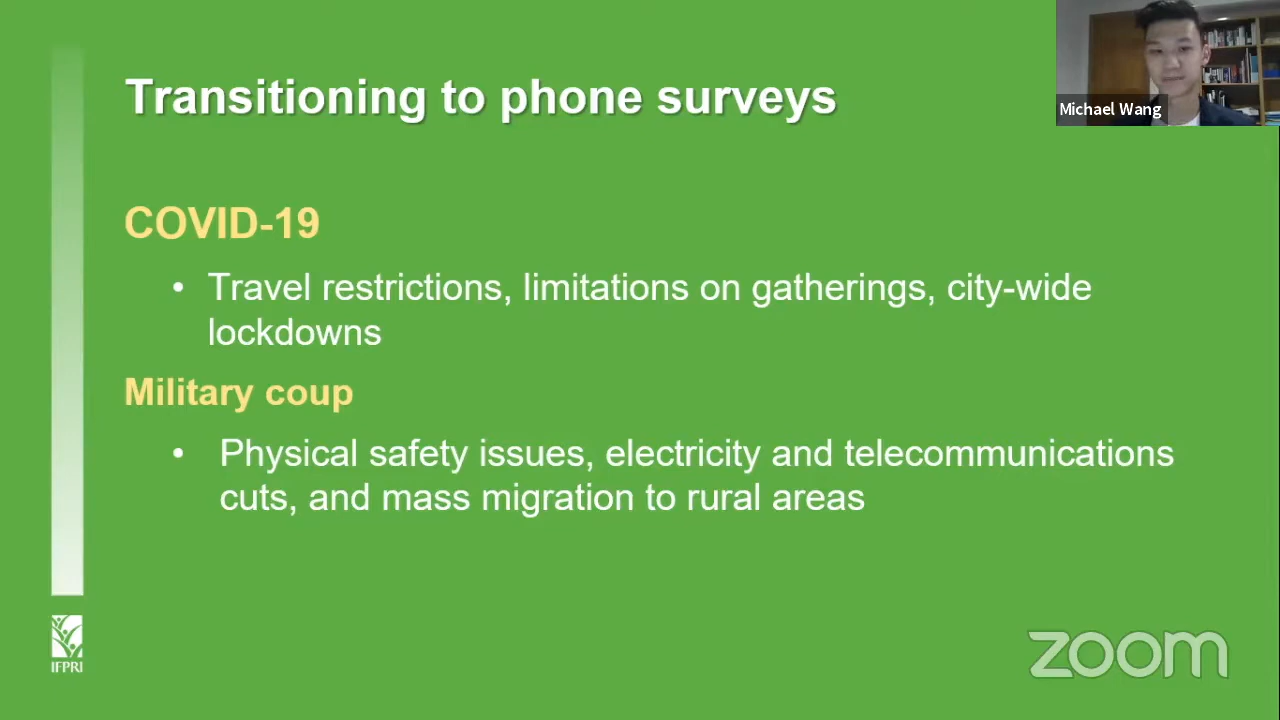 Transitioning to phone surveys
Michael Wang
COVID-19
• Travel restrictions, limitations on gatherings, city-wide
lockdowns
Military coup
• Physical safety issues, electricity and telecommunications
cuts, and mass migration to rural areas
IFPRI
zoom